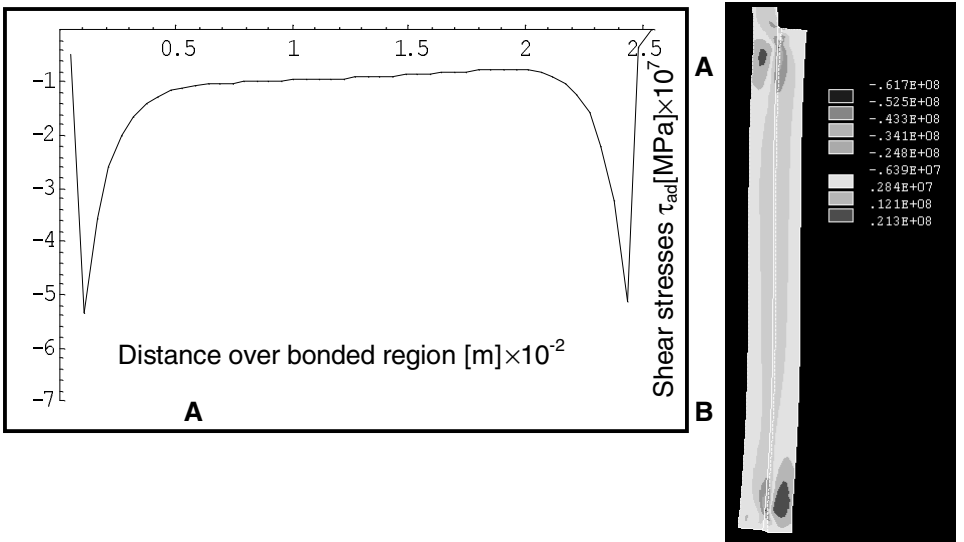 0.5 1 1.5 2 2.5
-1
-2
-3
-4
-5
-6
-7
Distance over bonded region [m]×10-2
A
Shear stresses τad[MPa]×107
A
B
-.617E+08
-.525E+08
-.433E+08
-.341E+08
-.248E+08
-.639E+07
.284E+07
.121E+08
.213E+08